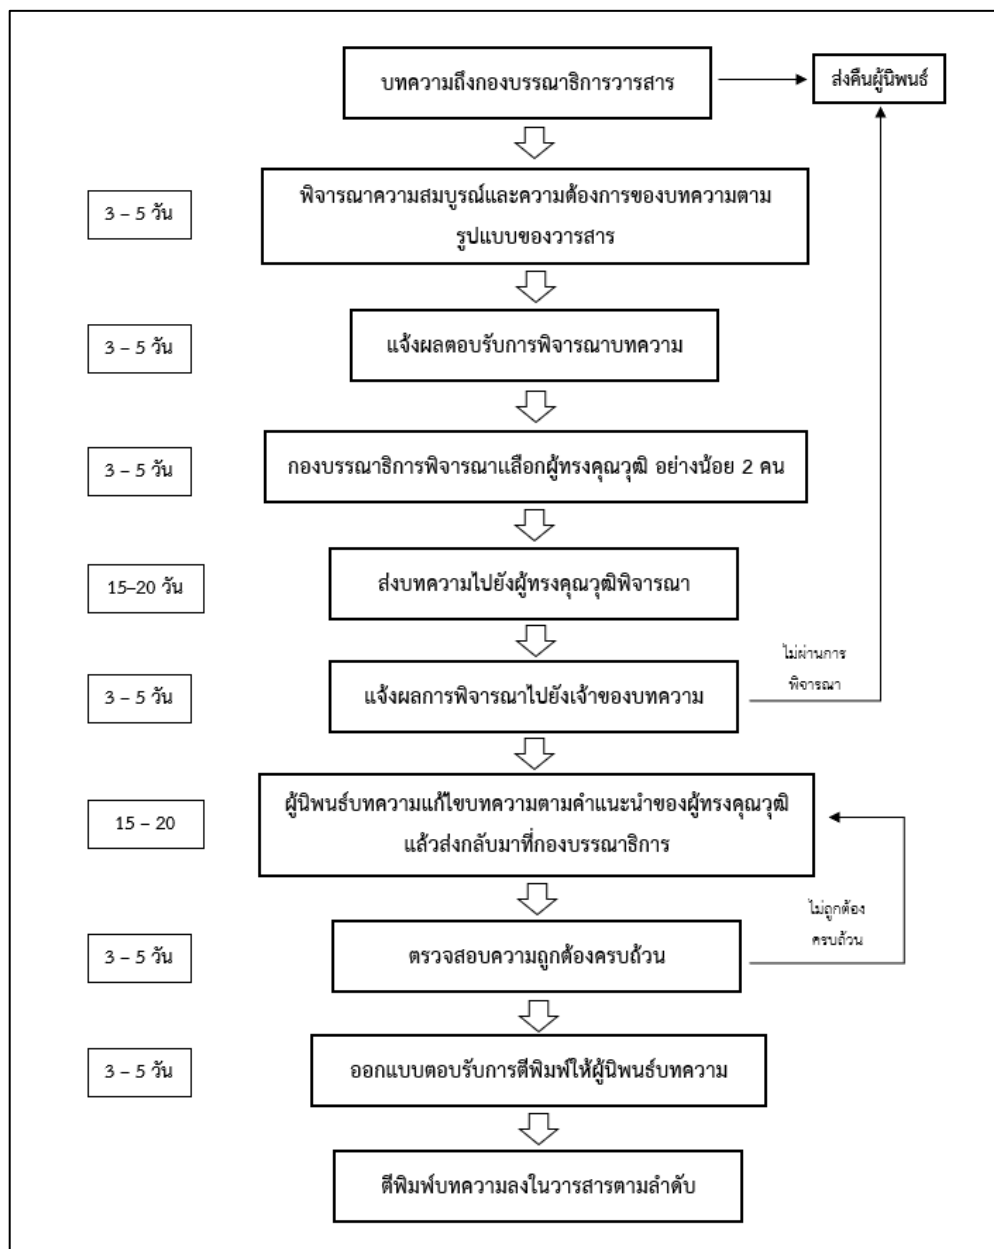 บทความถึงกองบรรณาธิการวารสาร
ส่งคืนผู้นิพนธ์
3 – 5 วัน
พิจารณาความสมบูรณ์และความต้องการของบทความตาม
รูปแบบของวารสาร
3 – 5 วัน
แจ้งผลตอบรับการพิจารณาบทความ
3 – 5 วัน
กองบรรณาธิการพิจารณาแลือกผู้ทรงคุณวุฒิ อย่างน้อย 2 คน
15–20 วัน
ส่งบทความไปยังผู้ทรงคุณวุฒิพิจารณา
3 – 5 วัน
แจ้งผลการพิจารณาไปยังเจ้าของบทความ
ไม่ผ่านการ
พิจารณา
15 – 20
ผู้นิพนธ์บทความแก้ไขบทความตามคำแนะนำของผู้ทรงคุณวุฒิ
แล้วส่งกลับมาที่กองบรรณาธิการ
3 – 5 วัน
ตรวจสอบความถูกต้องครบถ้วน
ไม่ถูกต้อง
ครบถ้วน
3 – 5 วัน
ออกแบบตอบรับการตีพิมพ์ให้ผู้นิพนธ์บทความ
ตีพิมพ์บทความลงในวารสารตามลำดับ